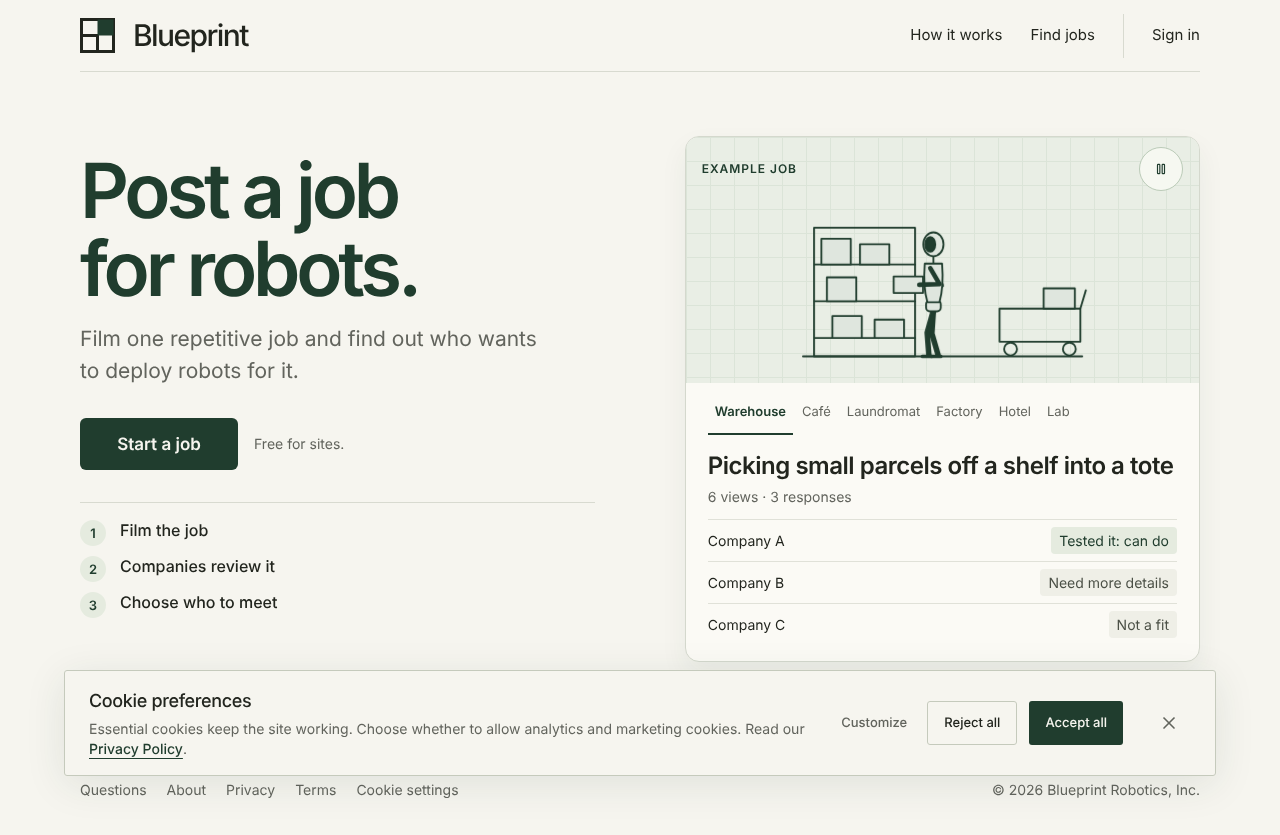 Blueprint
How it works
Find jobs
Sign in
Post a job
for robots.
Film one repetitive job and find out who wants
to deploy robots for it.
Start a job
Free for sites.
1 Film the job
2 Companies review it
3 Choose who to meet
EXAMPLE JOB
Warehouse Café Laundromat Factory Hotel Lab
Picking small parcels off a shelf into a tote
6 views · 3 responses
Company A Tested it: can do
Company B Need more details
Company C Not a fit
Cookie preferences
Essential cookies keep the site working. Choose whether to allow analytics and marketing cookies. Read our
Privacy Policy.
Customize
Reject all
Accept all
Questions About Privacy Terms Cookie settings
© 2026 Blueprint Robotics, Inc.